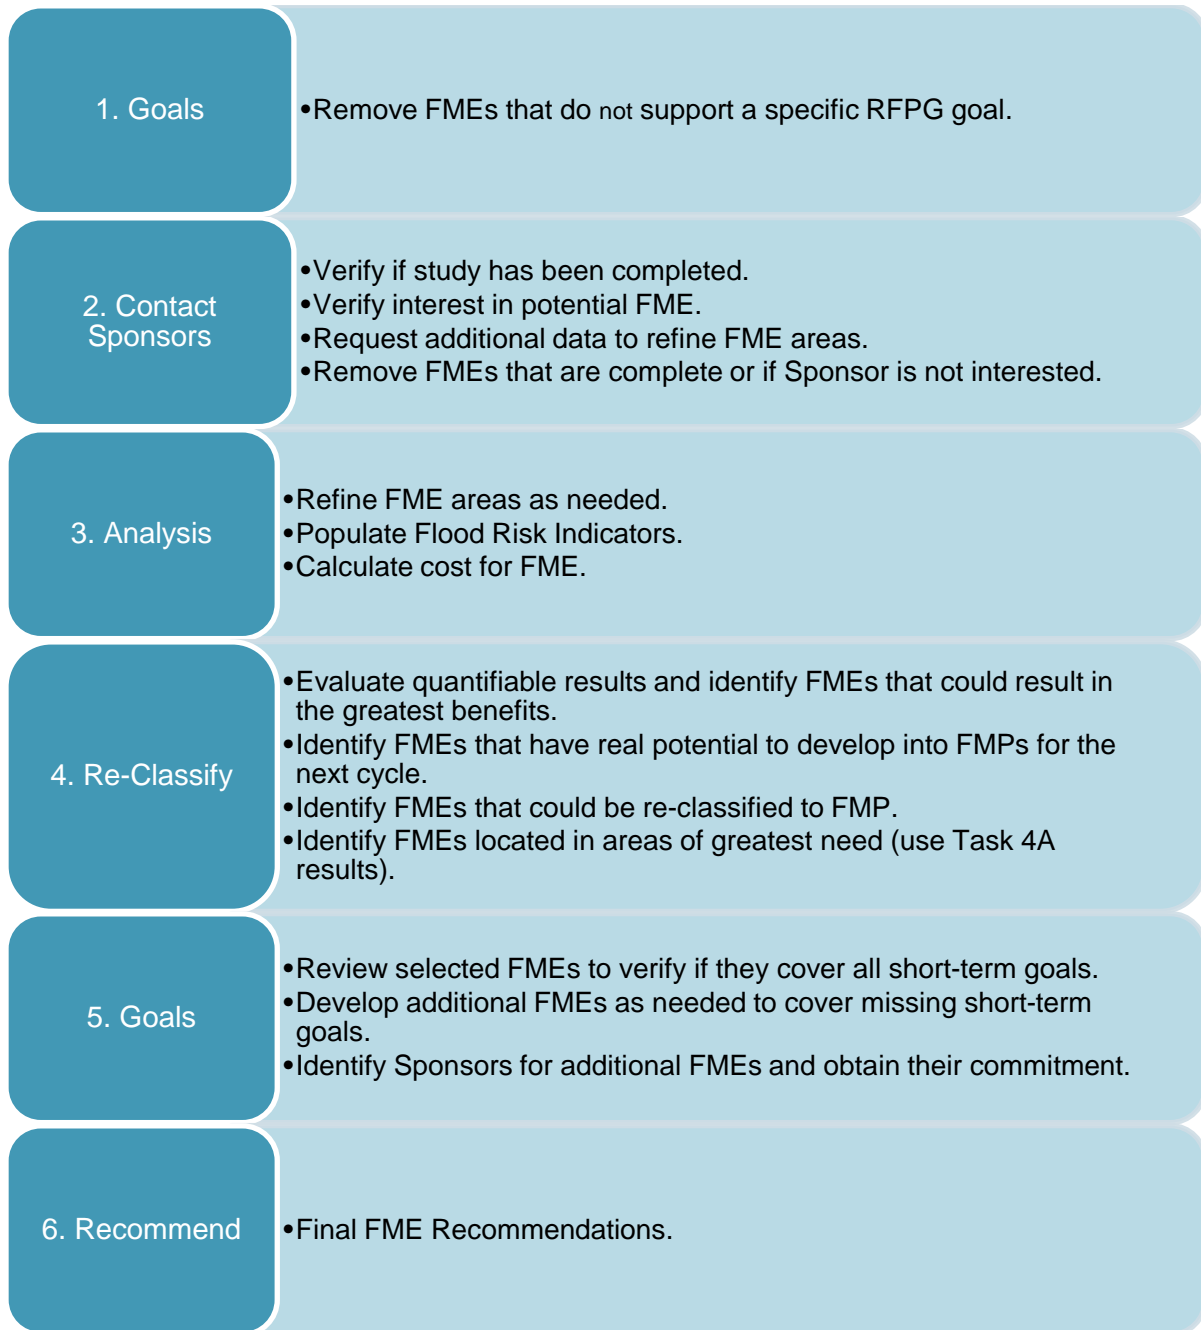 1. Goals
•Remove FMEs that do not support a specific RFPG goal.
2. Contact
Sponsors
•Verify if study has been completed.
•Verify interest in potential FME.
•Request additional data to refine FME areas.
•Remove FMEs that are complete or if Sponsor is not interested.
3. Analysis
•Refine FME areas as needed.
•Populate Flood Risk Indicators.
•Calculate cost for FME.
4. Re-Classify
•Evaluate quantifiable results and identify FMEs that could result in
the greatest benefits.
•Identify FMEs that have real potential to develop into FMPs for the
next cycle.
•Identify FMEs that could be re-classified to FMP.
•Identify FMEs located in areas of greatest need (use Task 4A
results).
5. Goals
•Review selected FMEs to verify if they cover all short-term goals.
•Develop additional FMEs as needed to cover missing short-term
goals.
•Identify Sponsors for additional FMEs and obtain their commitment.
6. Recommend
•Final FME Recommendations.